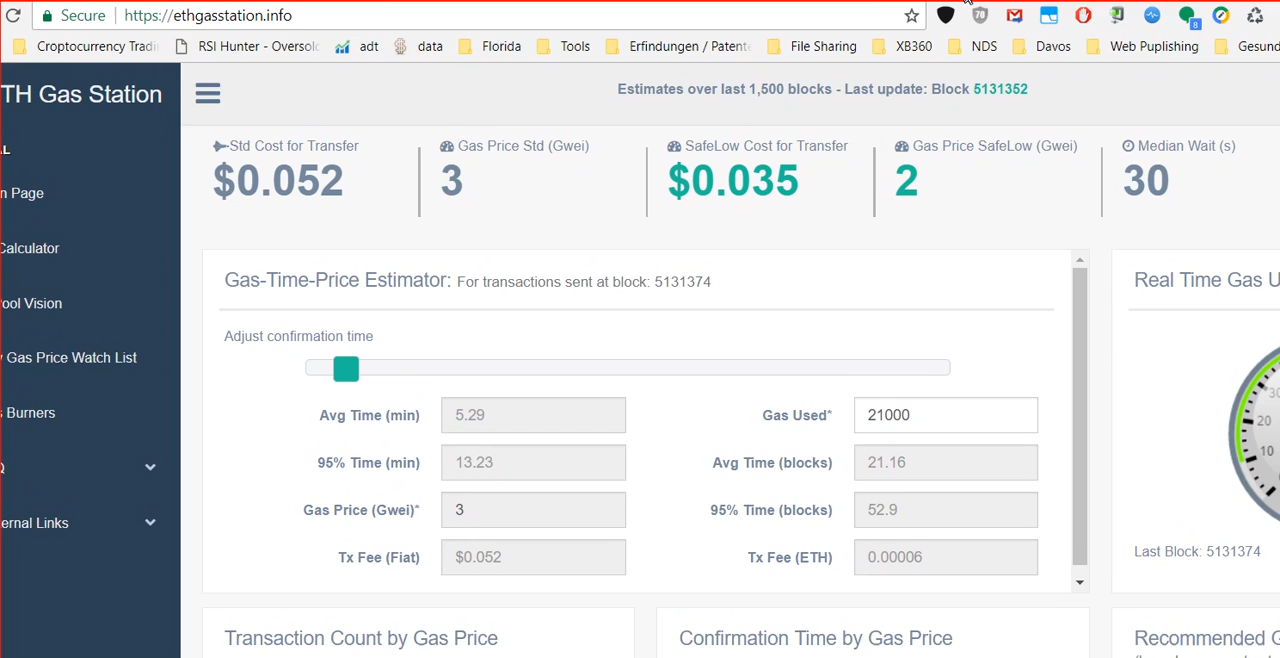 Secure https://ethgasstation.info
78
8
Croptocurrency Tradi RSI Hunter - Oversolc adt data Florida Tools Erfindungen / Patente File Sharing XB360 NDS Davos Web Puplishing Gesund
TH Gas Station
Estimates over last 1,500 blocks - Last update: Block 5131352
AL
Std Cost for Transfer
$0.052
Gas Price Std (Gwei)
3
SafeLow Cost for Transfer
$0.035
Gas Price SafeLow (Gwei)
2
Median Wait (s)
30
n Page
Calculator
ool Vision
y Gas Price Watch List
s Burners
Q
ernal Links
Gas-Time-Price Estimator: For transactions sent at block: 5131374
Adjust confirmation time
Avg Time (min) 5.29 Gas Used* 21000
95% Time (min) 13.23 Avg Time (blocks) 21.16
Gas Price (Gwei)* 3 95% Time (blocks) 52.9
Tx Fee (Fiat) $0.052 Tx Fee (ETH) 0.00006
Real Time Gas U
30
20
10
Last Block: 5131374
Transaction Count by Gas Price
Confirmation Time by Gas Price
Recommended G